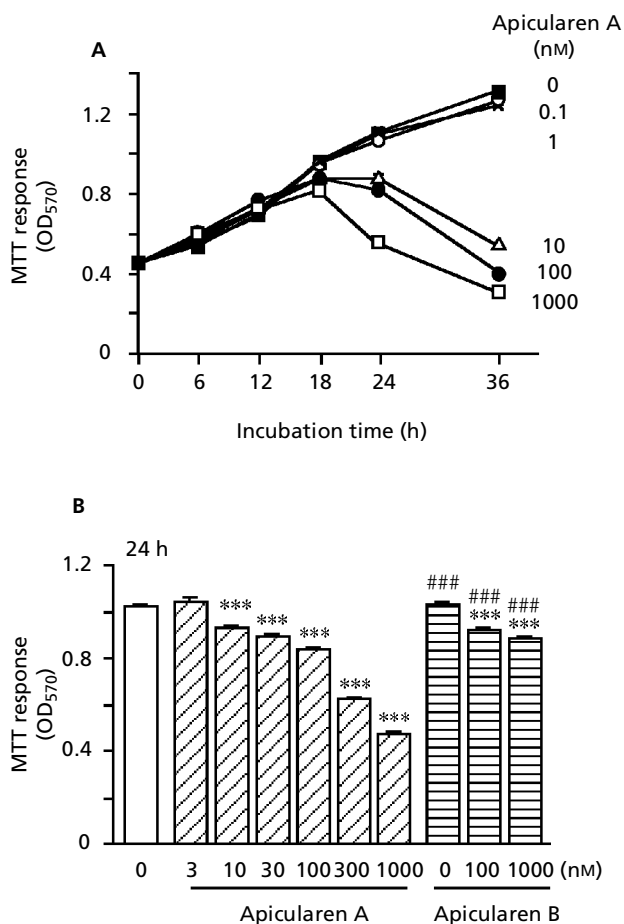 Apicularen A
(nM)
A
0
0.1
1
10
100
1000
1.2
0.8
0.4
0
MTT response
(OD570)
0 6 12 18 24 36
Incubation time (h)
B
24 h
1.2
0.8
0.4
0
MTT response
(OD570)
*** *** *** *** ***
### ### ###
*** ***
0 3 10 30 100 300 1000 0 100 1000 (nM)
Apicularen A Apicularen B